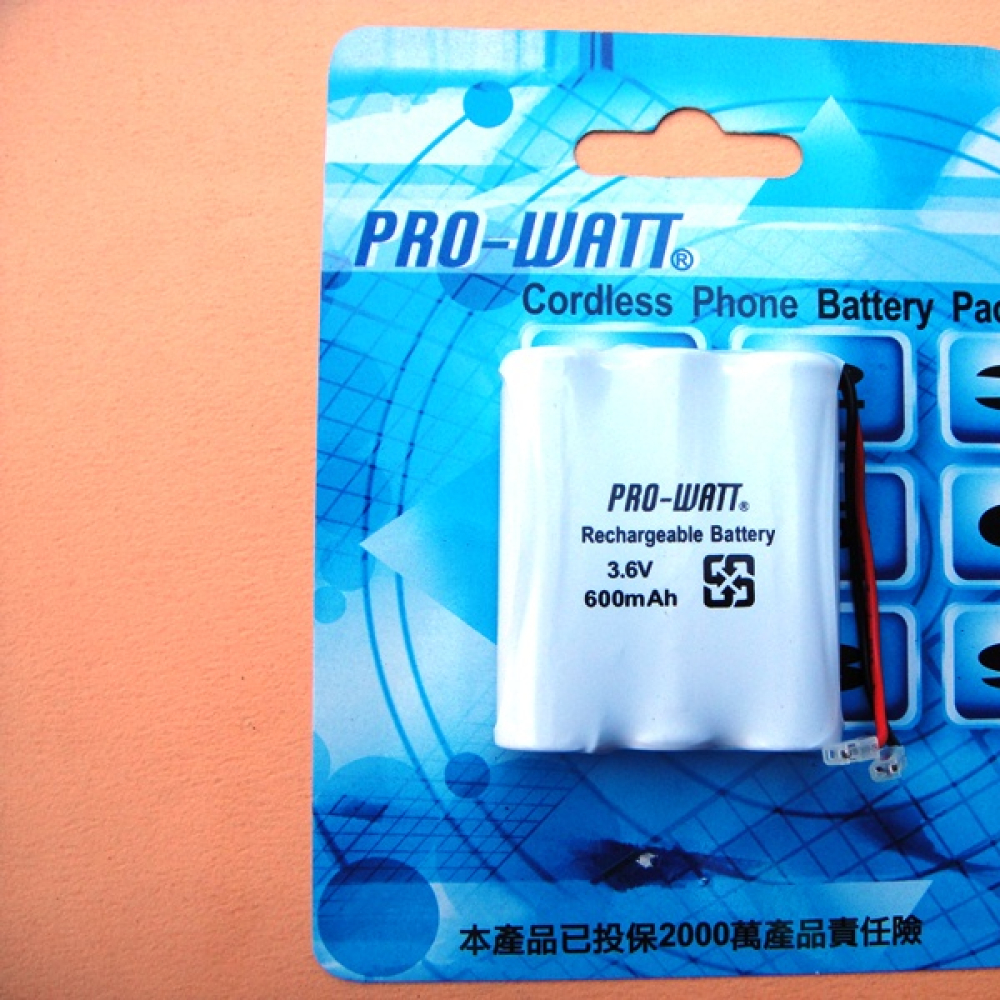 PRO-WATT®
Cordless Phone Battery
PRO-WATT®
Rechargeable Battery
3.6V
600mAh
本產品已投保2000萬產品責任險